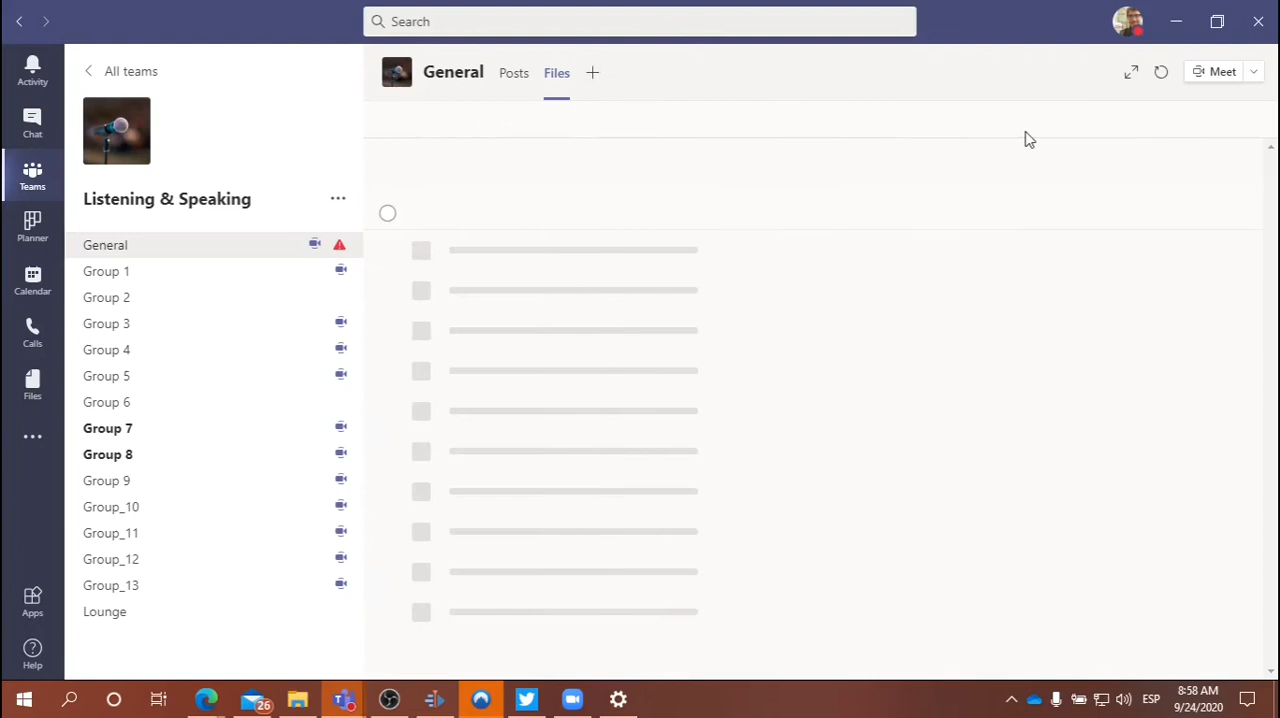 Search
Activity
Chat
Teams
Planner
Calendar
Calls
Files
Apps
Help
All teams
Listening & Speaking
General
Group 1
Group 2
Group 3
Group 4
Group 5
Group 6
Group 7
Group 8
Group 9
Group_10
Group_11
Group_12
Group_13
Lounge
General Posts Files
Meet
26
ESP
8:58 AM
9/24/2020